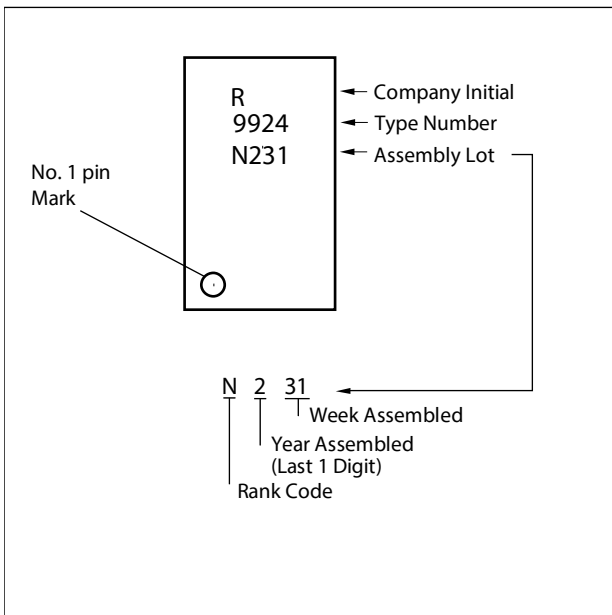 R
9924
N231
Company Initial
Type Number
Assembly Lot
No. 1 pin
Mark
N 2 31
Week Assembled
Year Assembled
(Last 1 Digit)
Rank Code